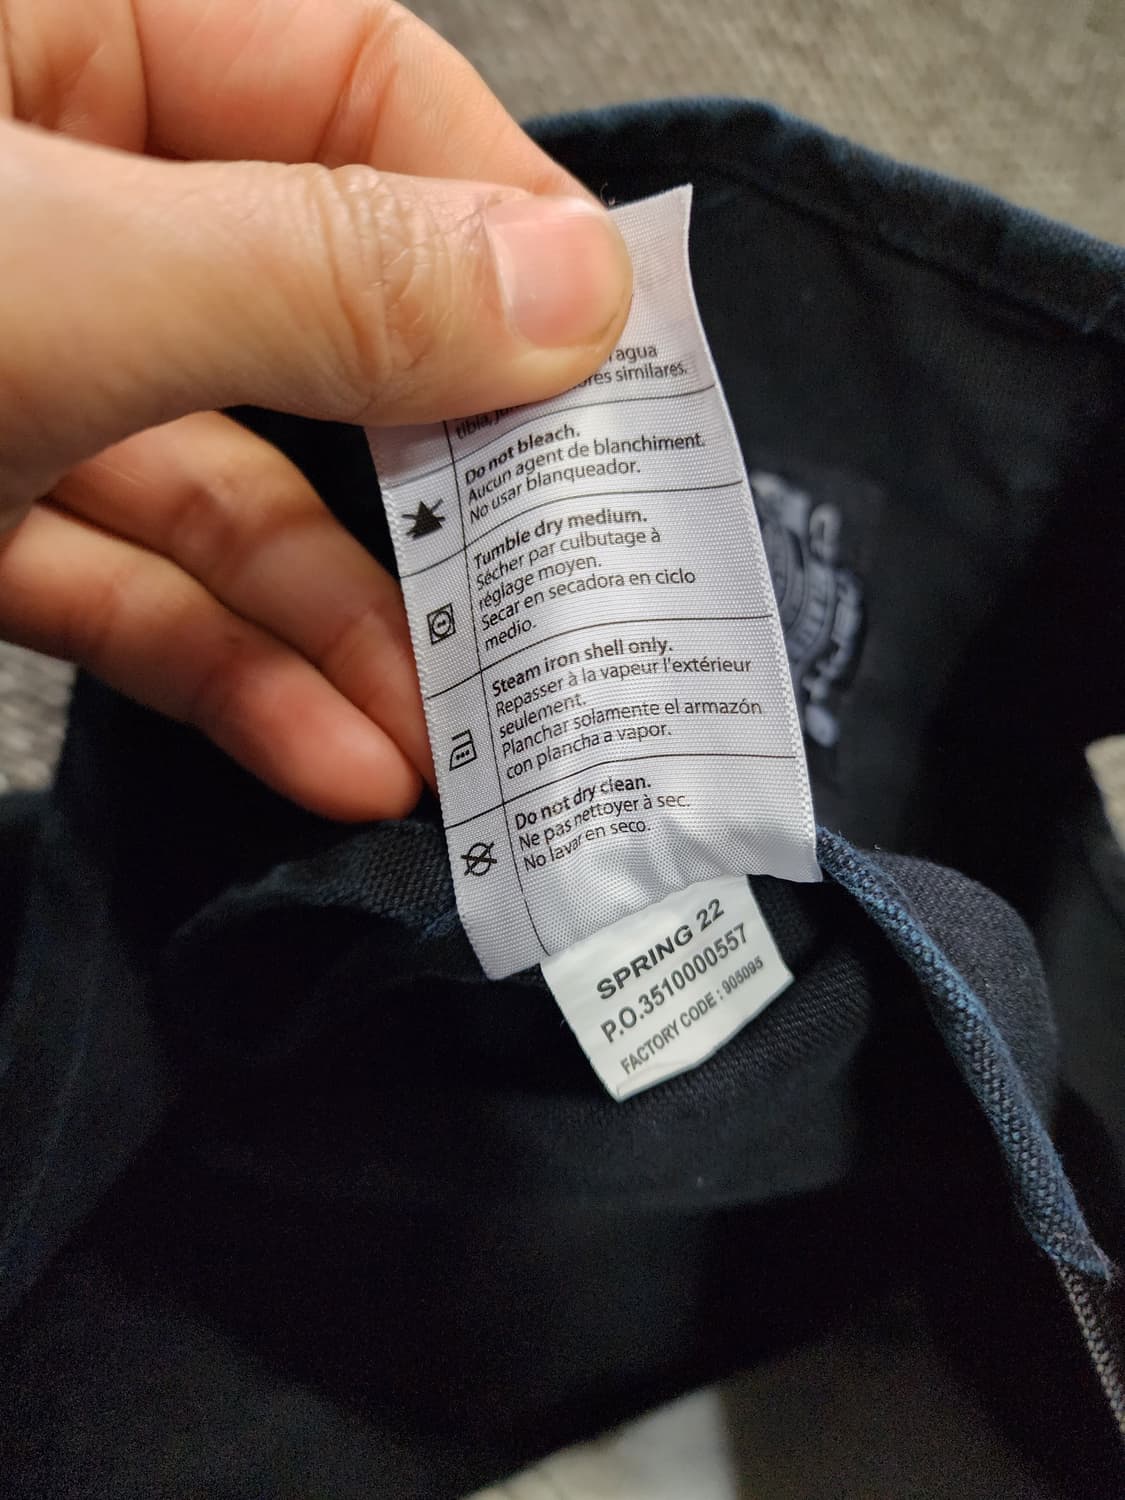 agua
similares.
tibia,
Do not bleach.
Aucun agent de blanchiment.
No usar blanqueador.
Tumble dry medium.
Sécher par culbutage à
réglage moyen.
Secar en secadora en ciclo
medio.
Steam iron shell only.
Repasser à la vapeur l'extérieur
seulement.
Planchar solamente el armazón
con plancha a vapor.
Do not dry clean.
Ne pas nettoyer à sec.
No lavar en seco.
SPRING 22
P.O.3510000557
FACTORY CODE : 905095